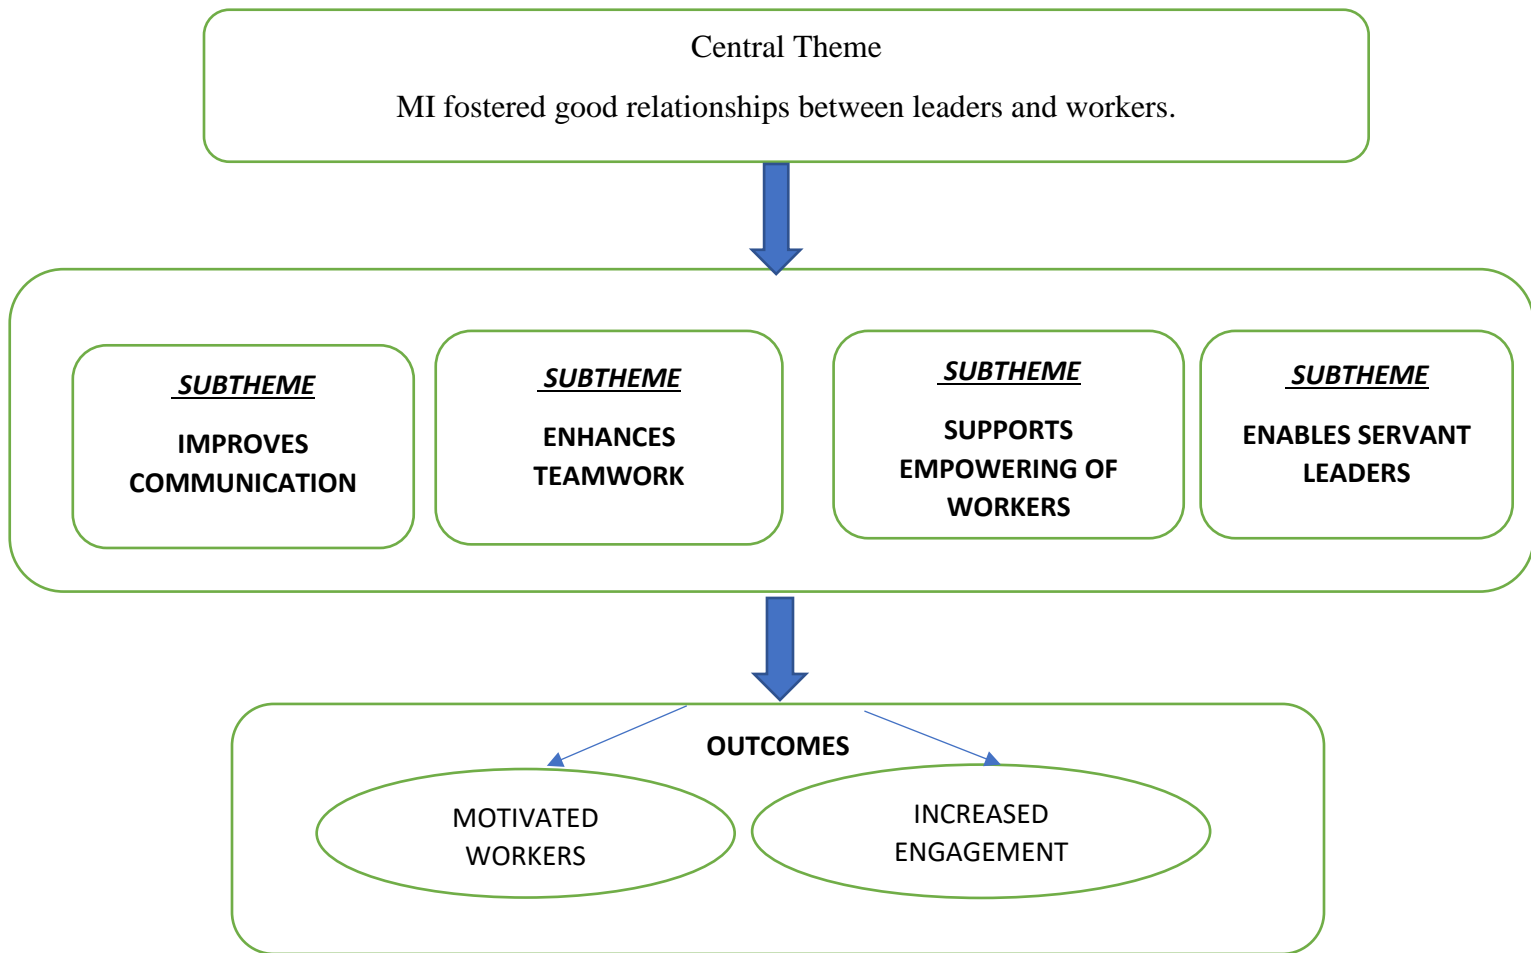 Central Theme
MI fostered good relationships between leaders and workers.
SUBTHEME
IMPROVES
COMMUNICATION
SUBTHEME
ENHANCES
TEAMWORK
SUBTHEME
SUPPORTS
EMPOWERING OF
WORKERS
SUBTHEME
ENABLES SERVANT
LEADERS
OUTCOMES
MOTIVATED
WORKERS
INCREASED
ENGAGEMENT